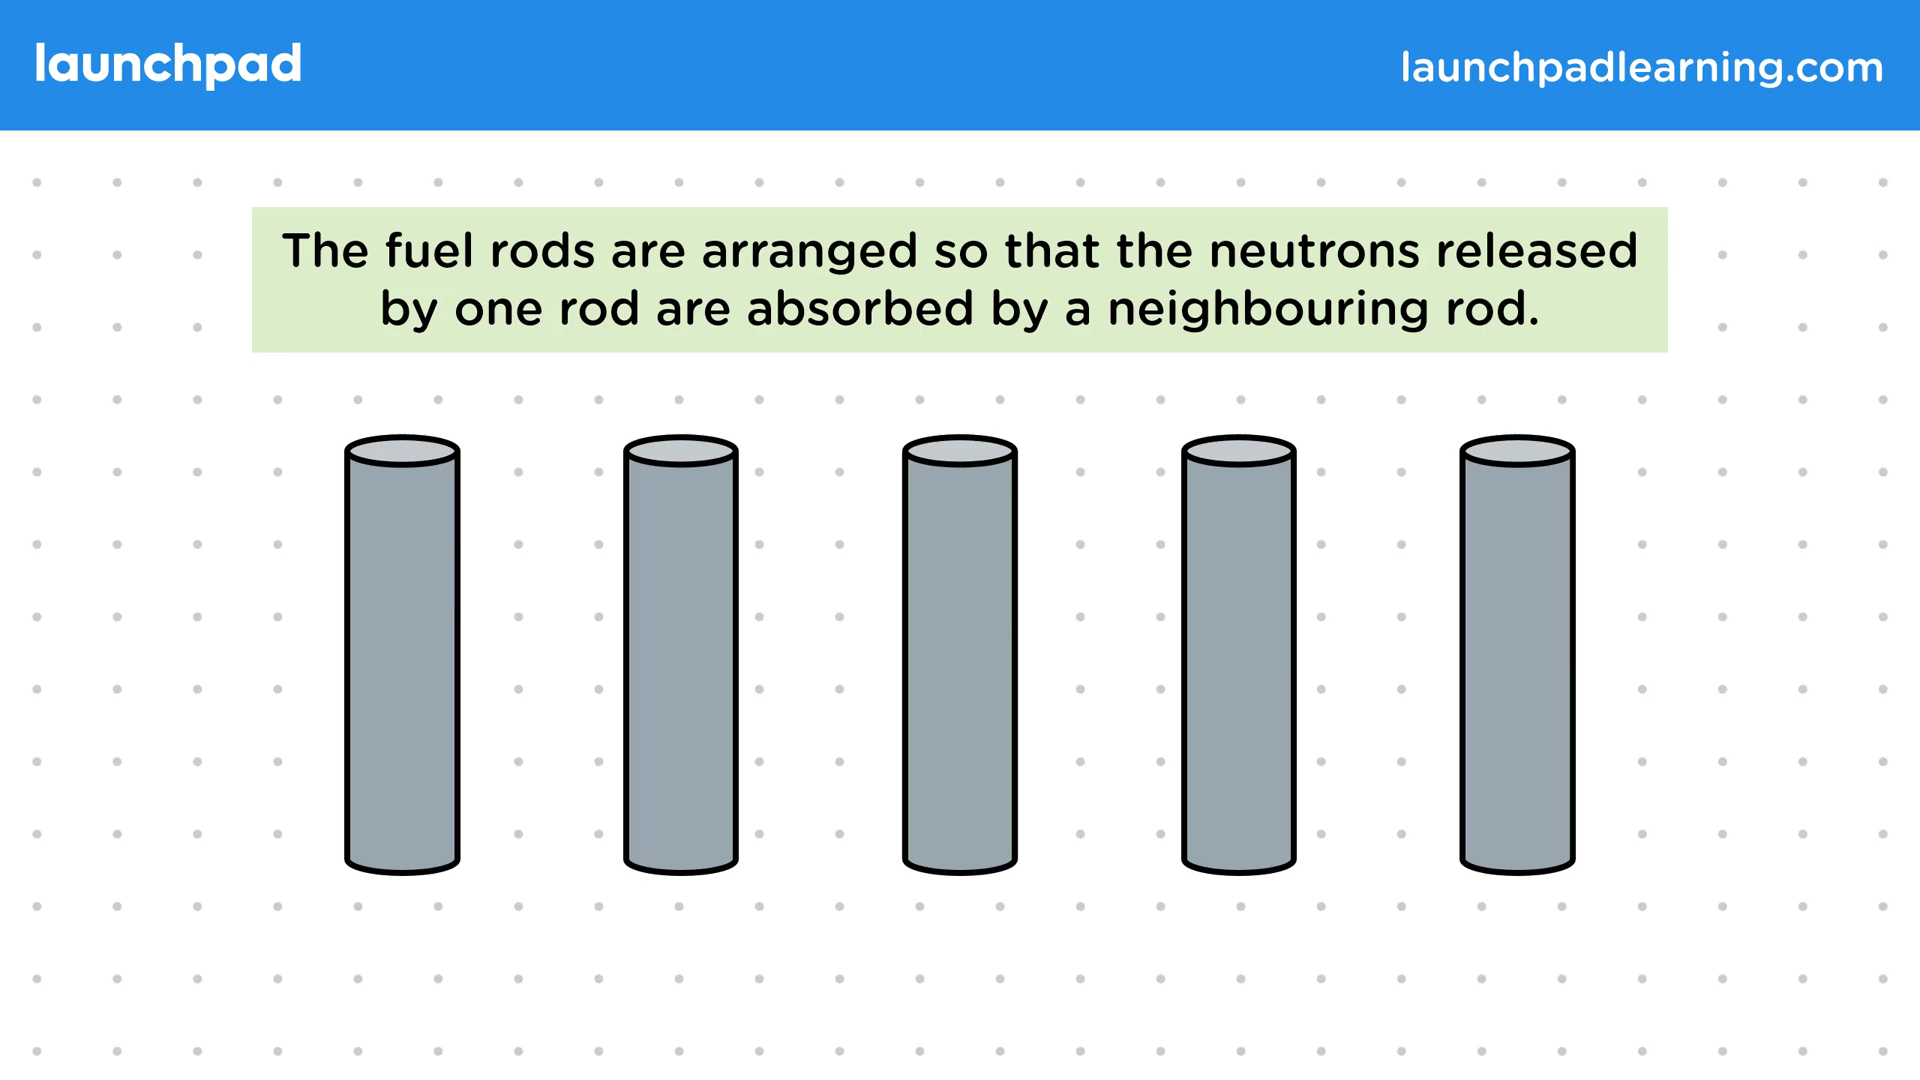 launchpad
launchpadlearning.com
The fuel rods are arranged so that the neutrons released
by one rod are absorbed by a neighbouring rod.